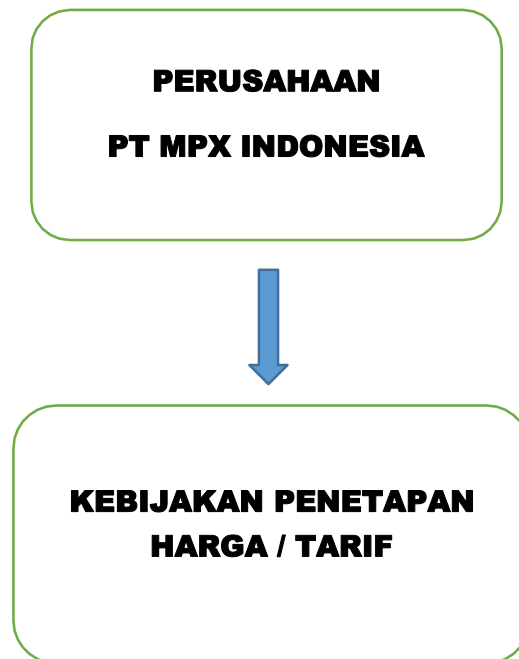 PERUSAHAAN
PT MPX INDONESIA
KEBIJAKAN PENETAPAN
HARGA / TARIF